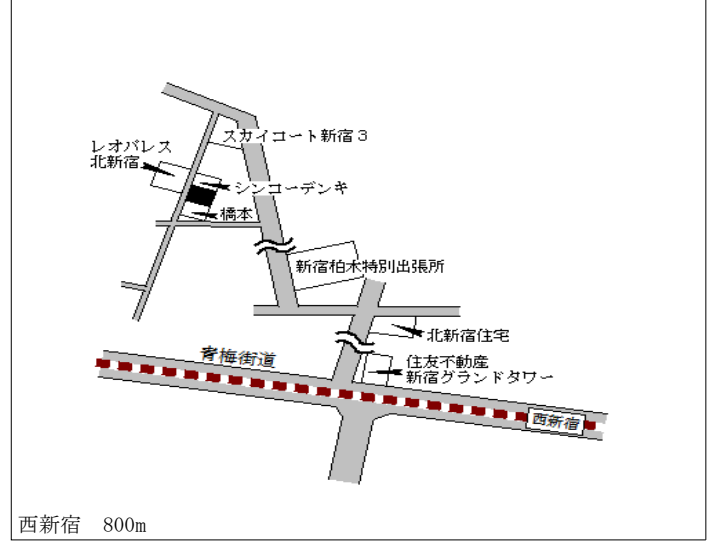 スカイコート新宿３
レオパレス
北新宿
シンコーデンキ
橋本
新宿柏木特別出張所
北新宿住宅
青梅街道
住友不動産
新宿グランドタワー
西新宿
西新宿　800m